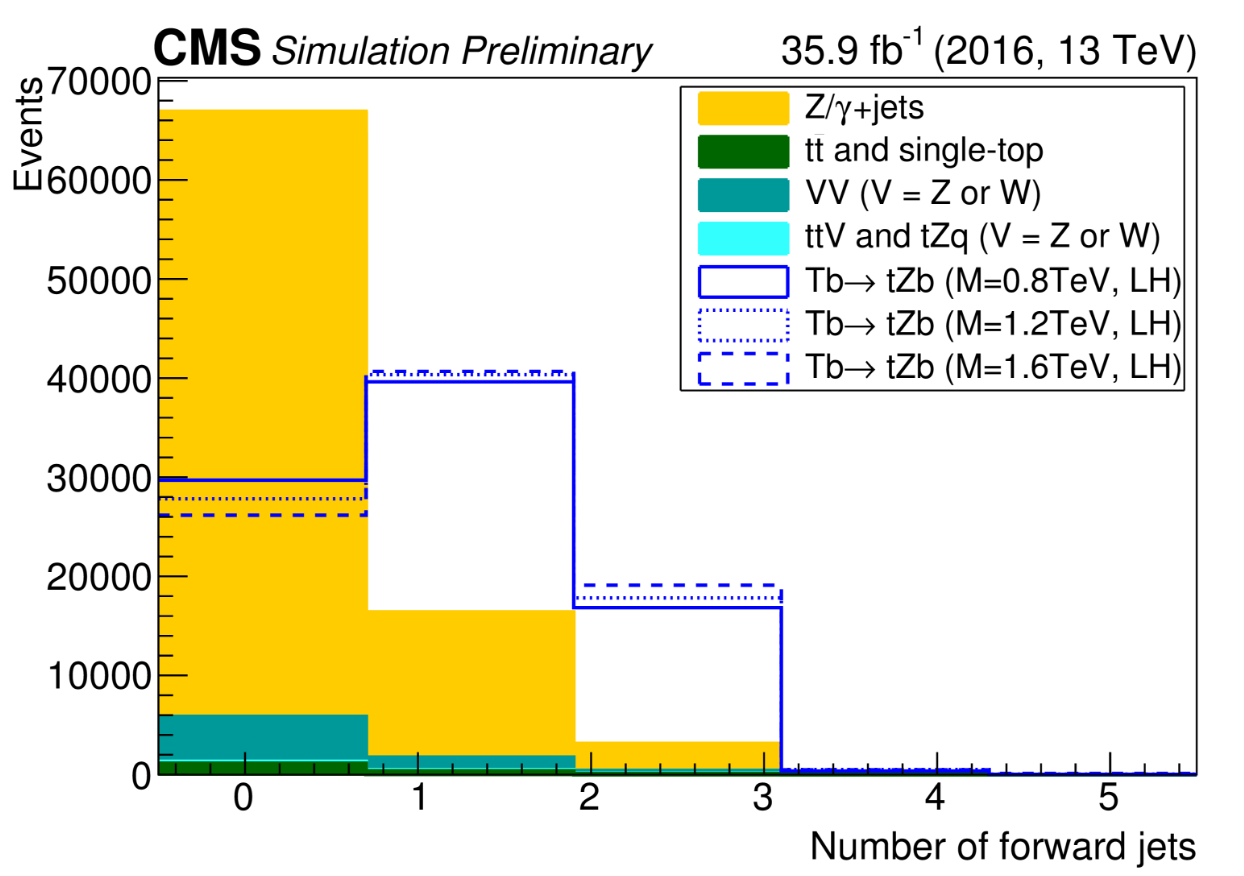 CMS Simulation Preliminary 35.9 fb⁻¹ (2016, 13 TeV)
Events
70000
60000
50000
40000
30000
20000
10000
0
Z/γ+jets
tt̄ and single-top
VV (V = Z or W)
ttV and tZq (V = Z or W)
Tb→ tZb (M=0.8TeV, LH)
Tb→ tZb (M=1.2TeV, LH)
Tb→ tZb (M=1.6TeV, LH)
0 1 2 3 4 5
Number of forward jets